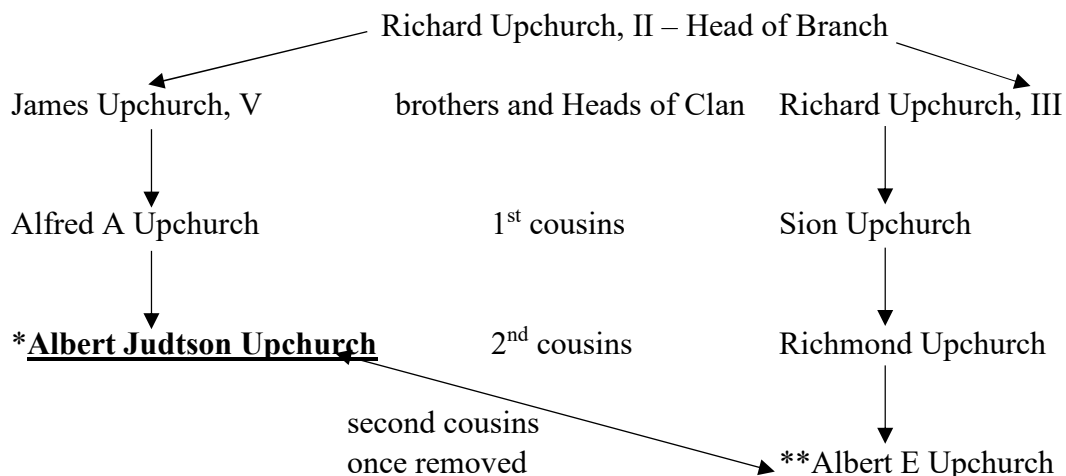 Richard Upchurch, II – Head of Branch
James Upchurch, V brothers and Heads of Clan Richard Upchurch, III
Alfred A Upchurch 1st cousins Sion Upchurch
*Albert Judtson Upchurch 2nd cousins Richmond Upchurch
second cousins
once removed **Albert E Upchurch